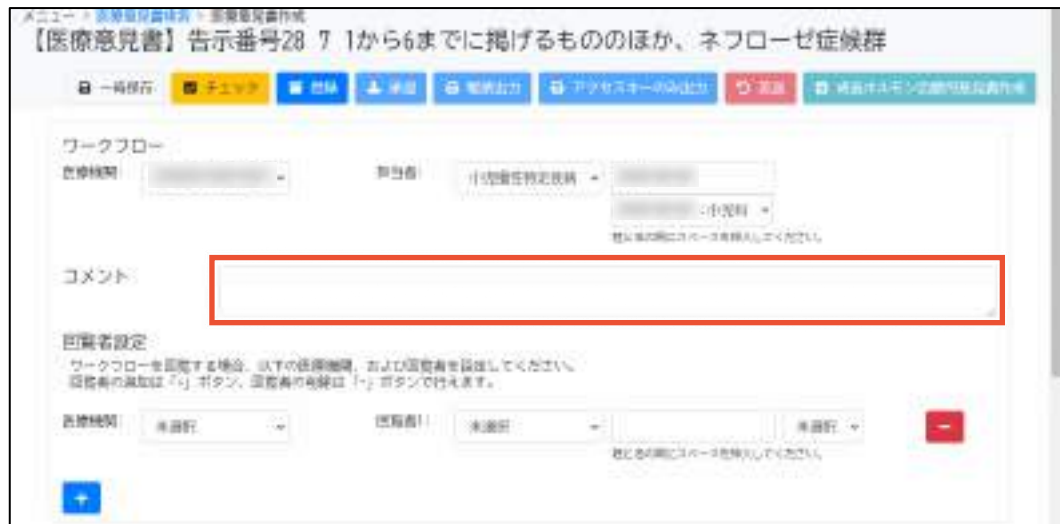 メニュー > 医療意見書検索 > 医療意見書作成
【医療意見書】告示番号28 7 1から6までに掲げるもののほか、ネフローゼ症候群
一時保存 チェック 登録 承認 帳票出力 アクセスキーのみ出力 差戻 成長ホルモン治療用意見書作成
ワークフロー
医療機関 担当者 小児慢性特定疾病
:小児科
姓と名の間にスペースを挿入してください。
コメント
回覧者設定
ワークフローを回覧する場合、以下の医療機関、および回覧者を設定してください。
回覧者の追加は「+」ボタン、回覧者の削除は「-」ボタンで行えます。
医療機関 未選択 回覧者1 未選択 未選択
姓と名の間にスペースを挿入してください。